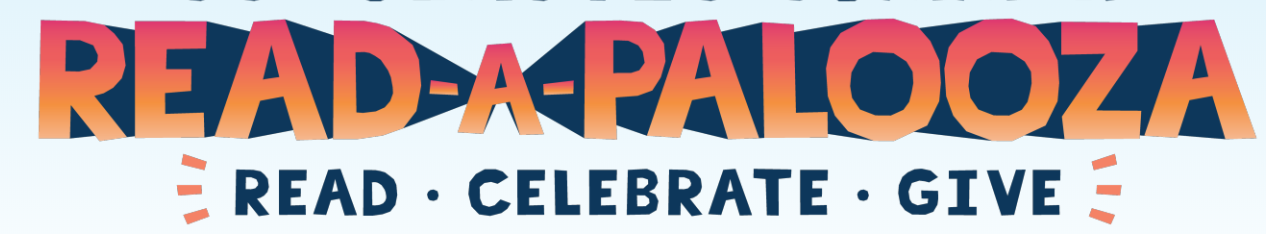 READ-A-PALOOZA
READ · CELEBRATE · GIVE